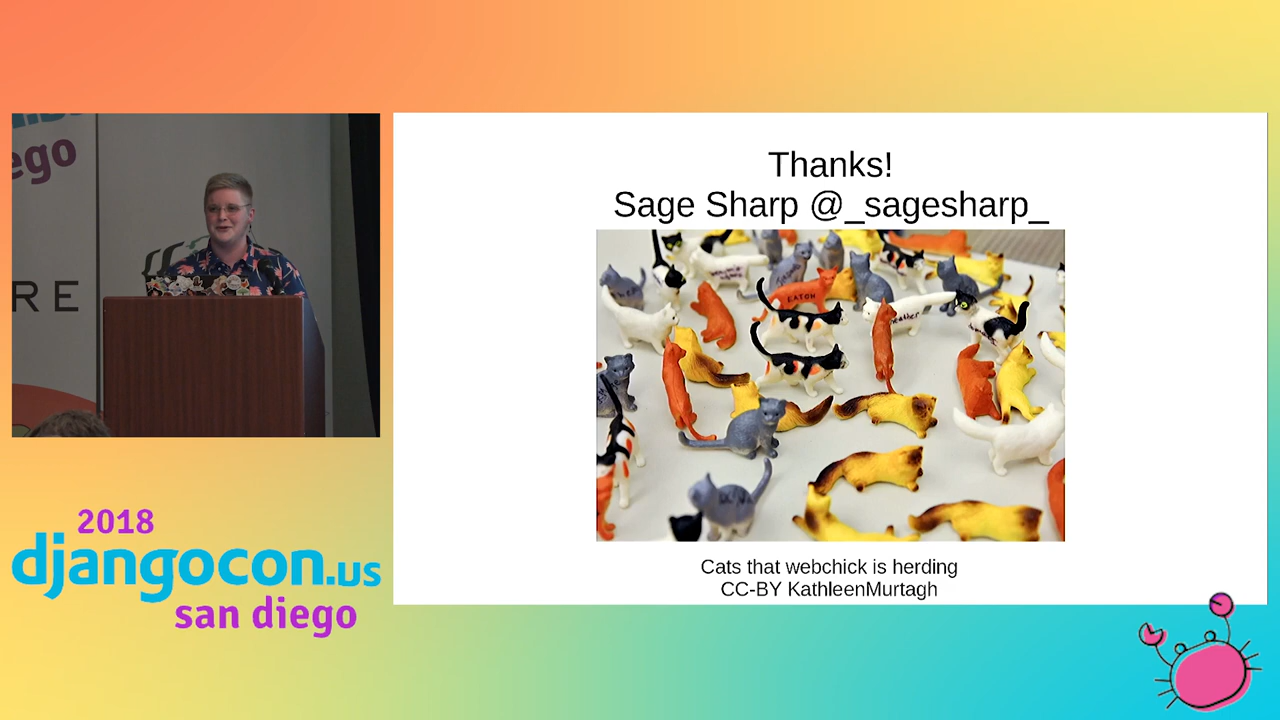 ego
RE
Thanks!
Sage Sharp @_sagesharp_
EATON
Cats that webchick is herding
CC-BY KathleenMurtagh
2018
djangocon.us
san diego